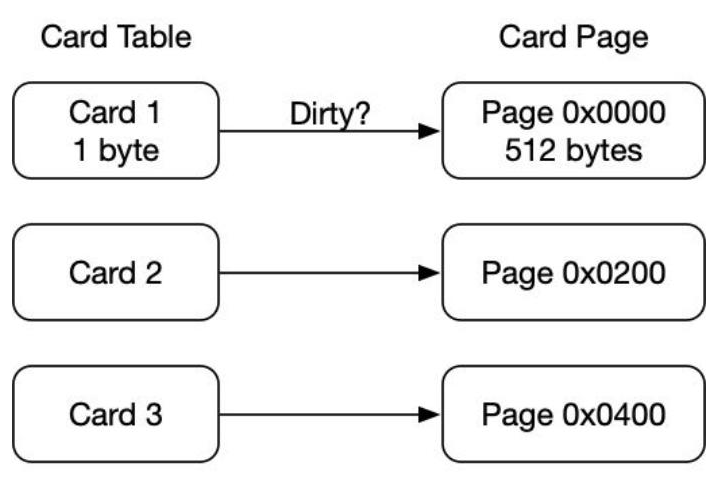 Card Table
Card Page
Card 1
1 byte
Dirty?
Page 0x0000
512 bytes
Card 2
Page 0x0200
Card 3
Page 0x0400